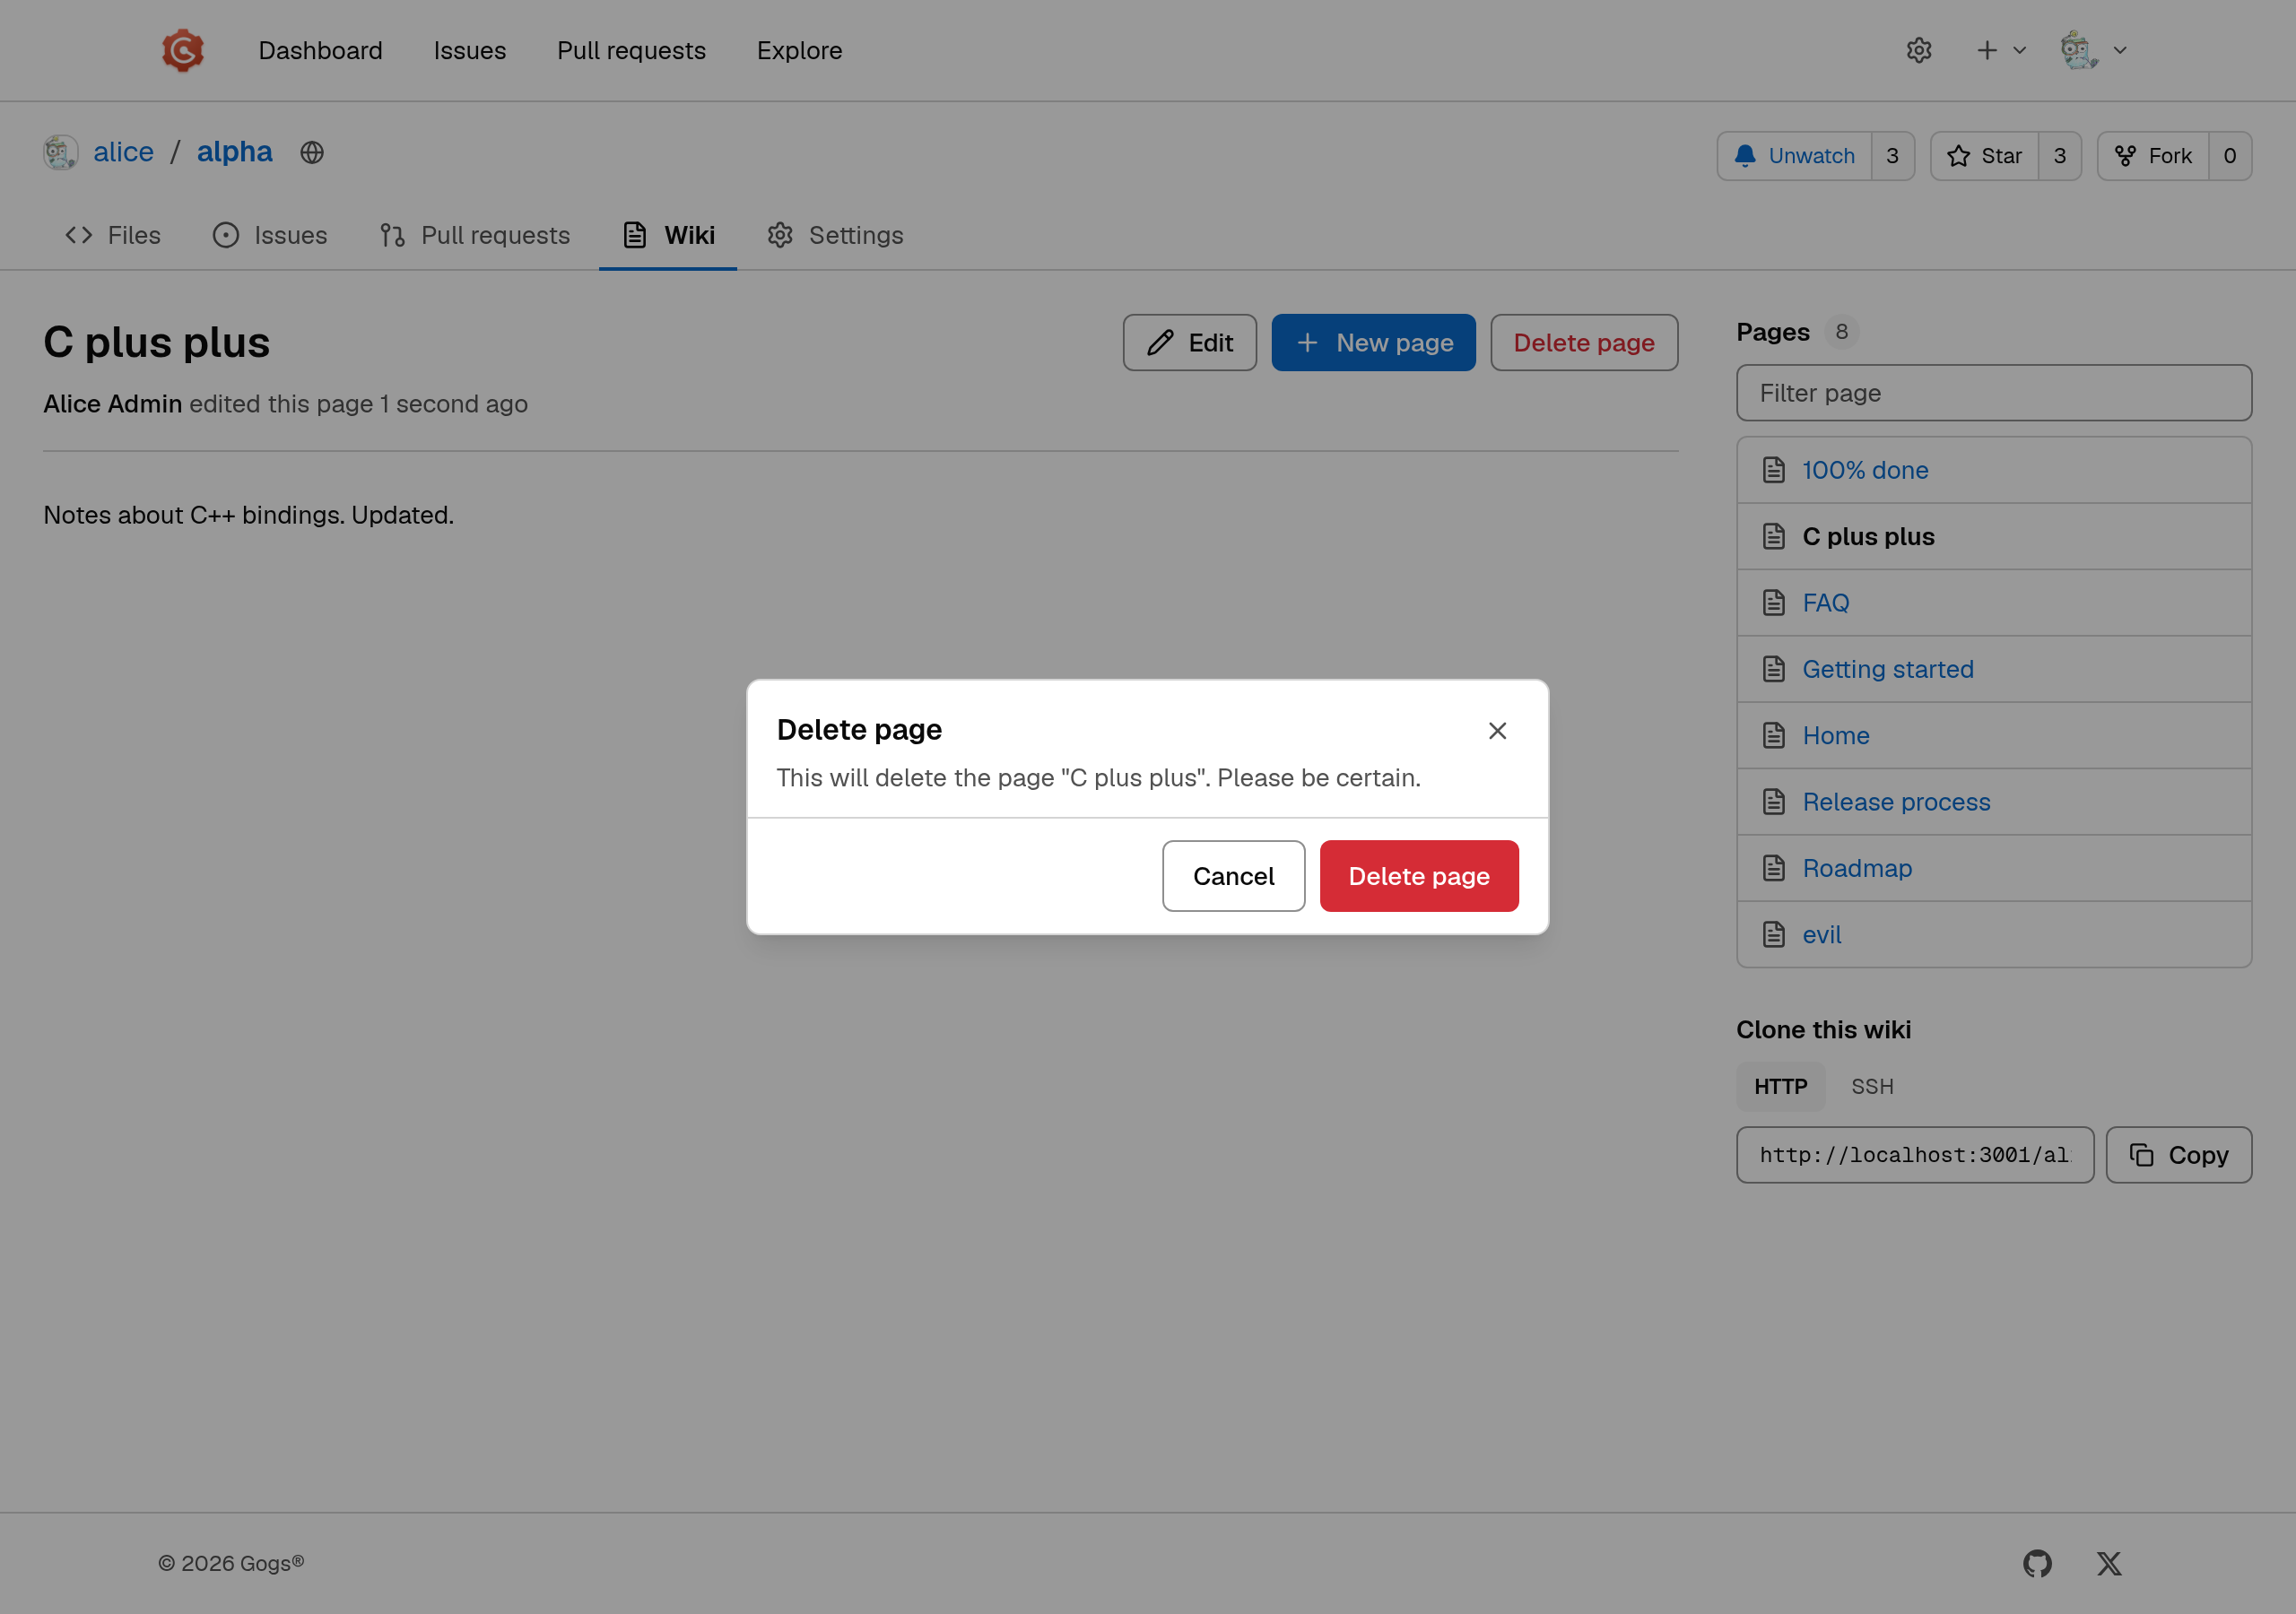 Dashboard Issues Pull requests Explore
alice / alpha
Unwatch 3 Star 3 Fork 0
Files Issues Pull requests Wiki Settings
C plus plus
Edit New page Delete page
Alice Admin edited this page 1 second ago
Notes about C++ bindings. Updated.
Pages 8
Filter page
100% done
C plus plus
FAQ
Getting started
Home
Release process
Roadmap
evil
Clone this wiki
HTTP SSH
http://localhost:3001/al
Copy
Delete page
This will delete the page "C plus plus". Please be certain.
Cancel Delete page
© 2026 Gogs®